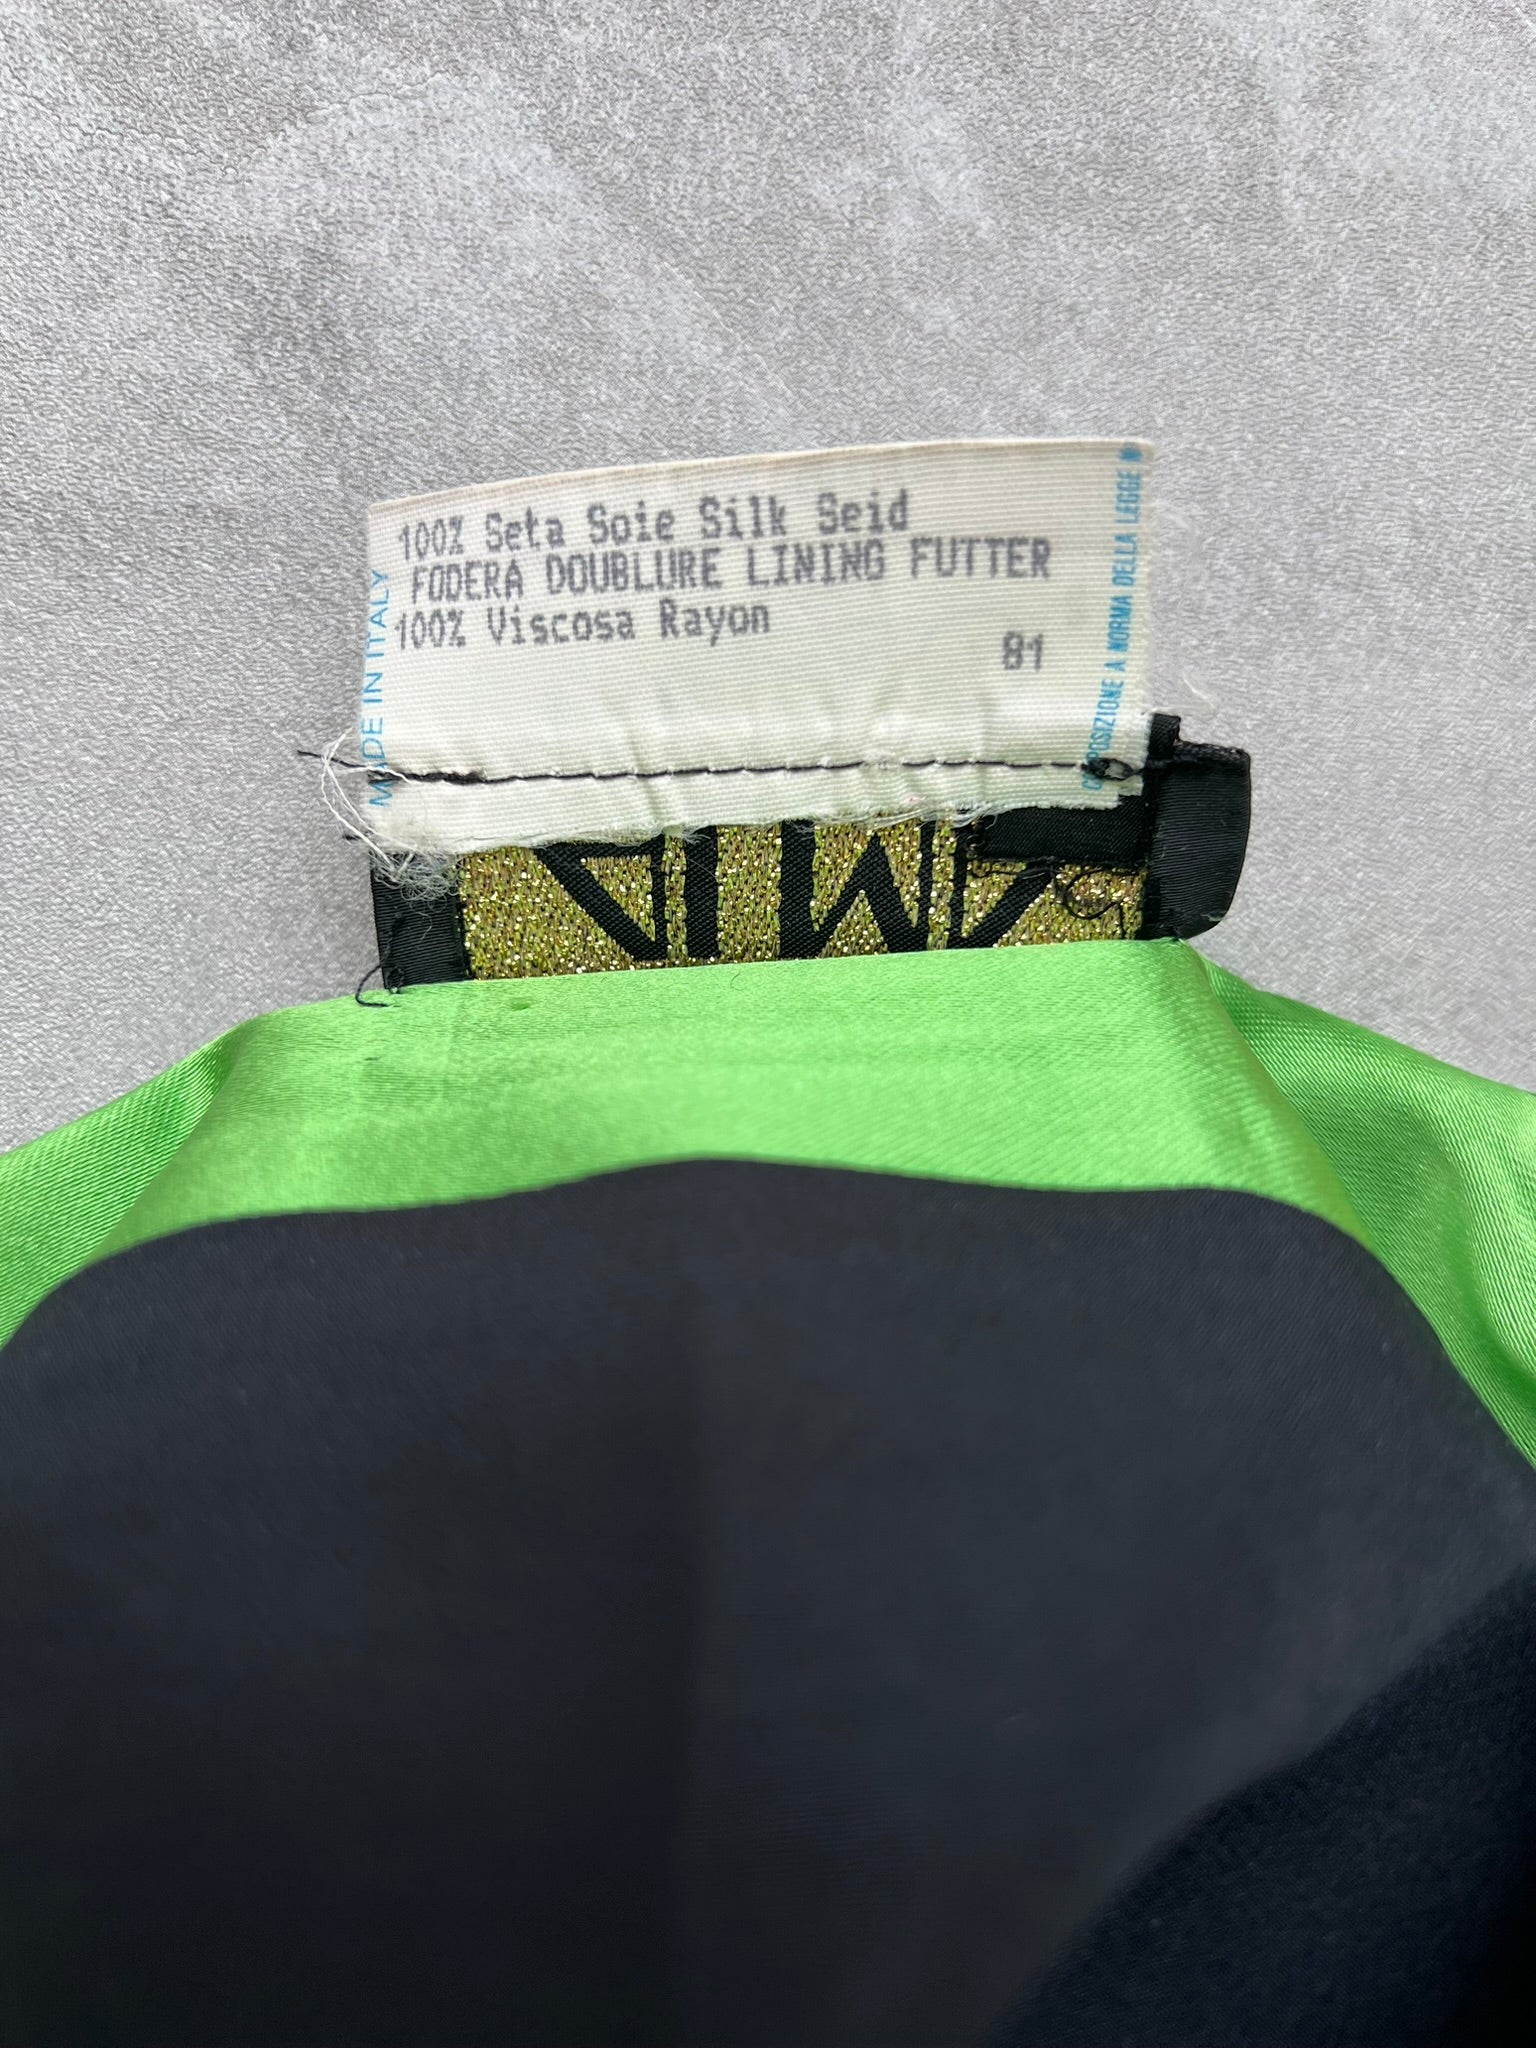 100% Seta Soie Silk Seid
FODERA DOUBLURE LINING FUTTER
100% Viscosa Rayon
81
MADE IN ITALY
COMPOSIZIONE A NORMA DELLA LEGGE N